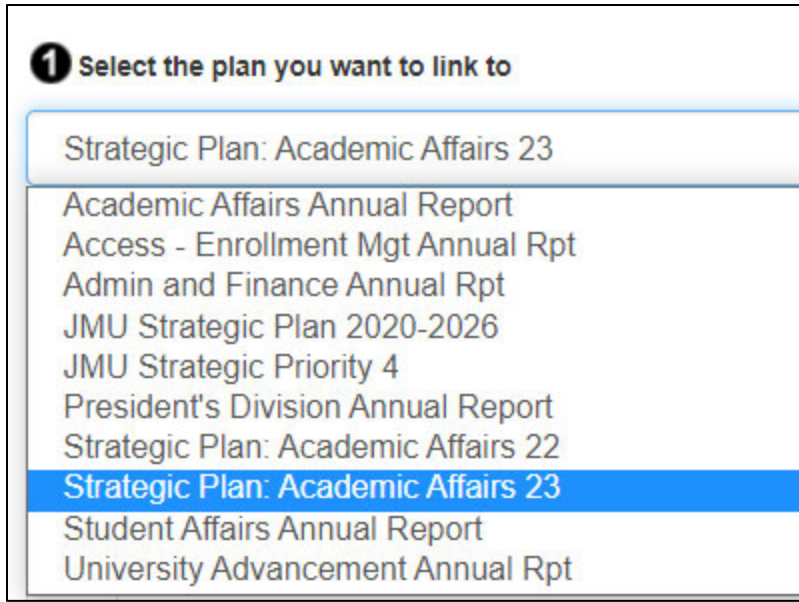 1 Select the plan you want to link to
Strategic Plan: Academic Affairs 23
Academic Affairs Annual Report
Access - Enrollment Mgt Annual Rpt
Admin and Finance Annual Rpt
JMU Strategic Plan 2020-2026
JMU Strategic Priority 4
President's Division Annual Report
Strategic Plan: Academic Affairs 22
Strategic Plan: Academic Affairs 23
Student Affairs Annual Report
University Advancement Annual Rpt